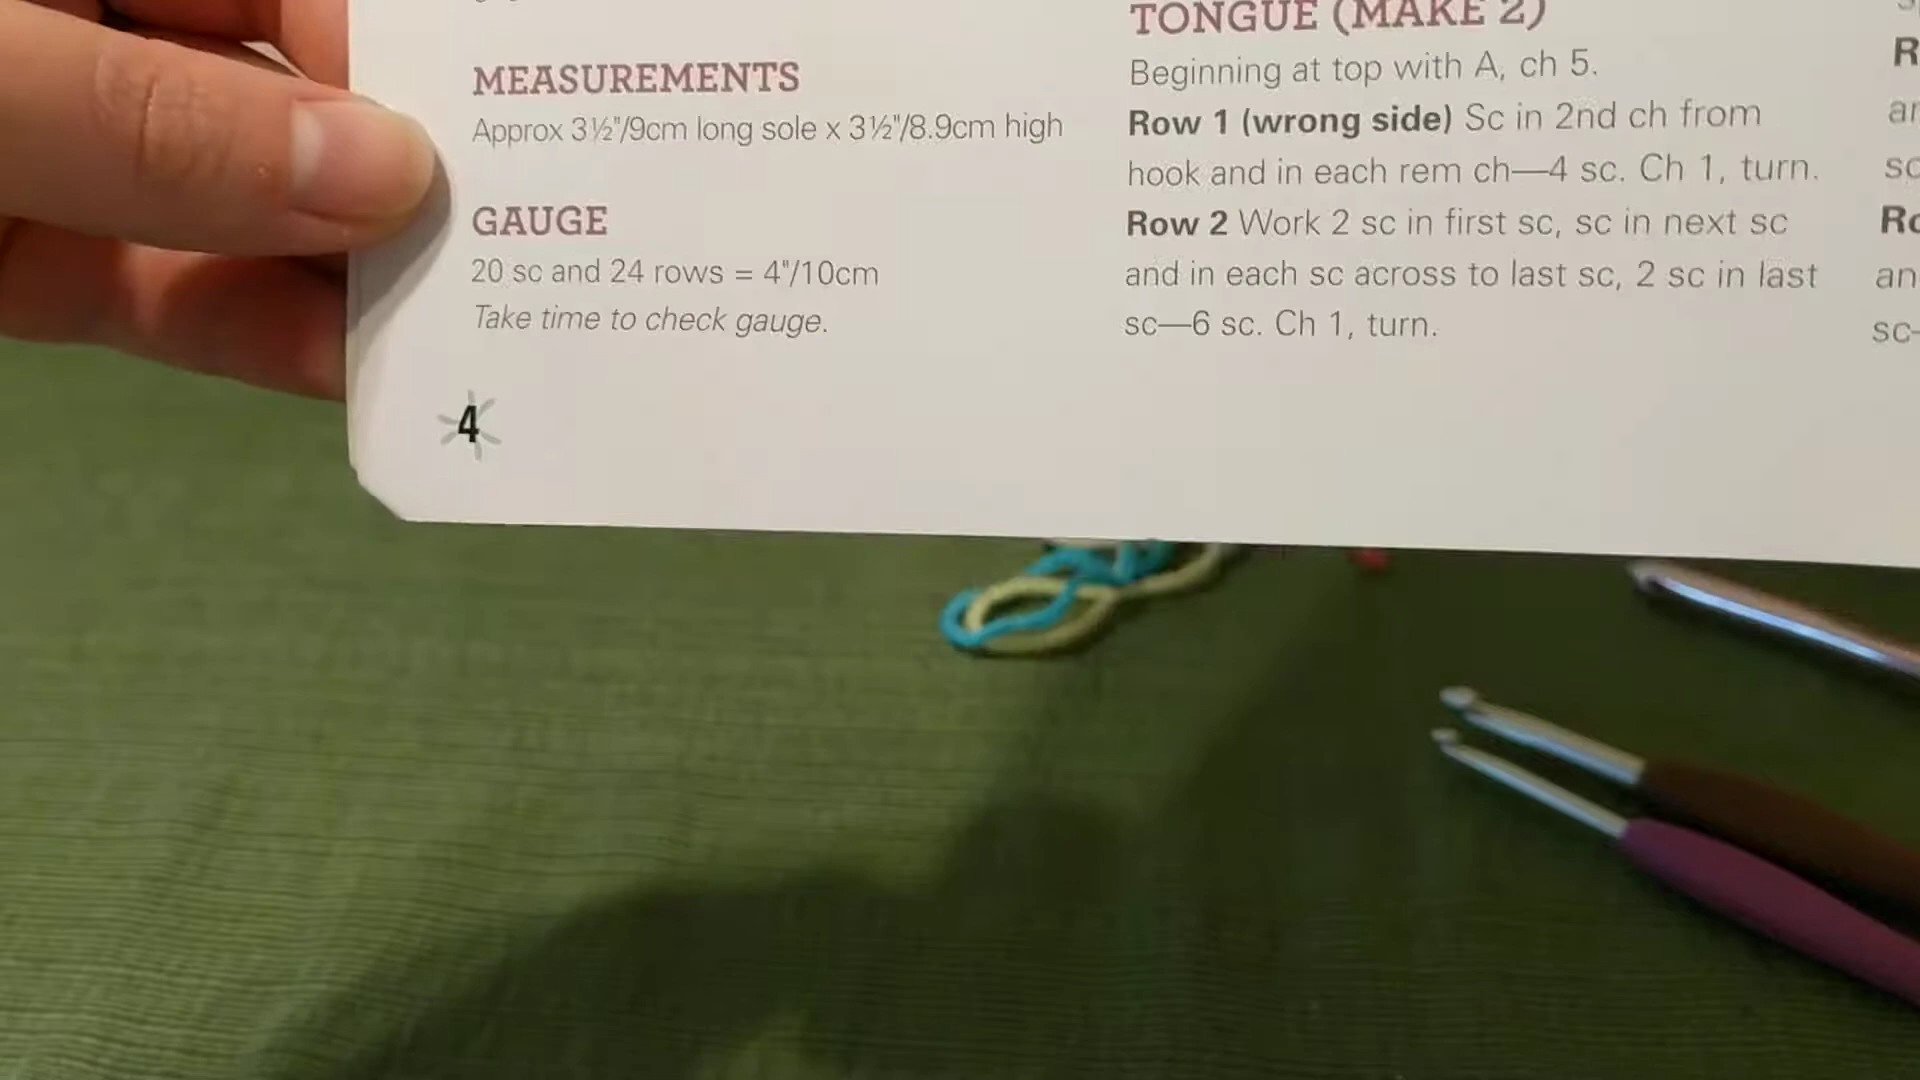 MEASUREMENTS
Approx 3½"/9cm long sole x 3½"/8.9cm high
GAUGE
20 sc and 24 rows = 4"/10cm
Take time to check gauge.
4
TONGUE (MAKE 2)
Beginning at top with A, ch 5.
Row 1 (wrong side) Sc in 2nd ch from
hook and in each rem ch—4 sc. Ch 1, turn.
Row 2 Work 2 sc in first sc, sc in next sc
and in each sc across to last sc, 2 sc in last
sc—6 sc. Ch 1, turn.